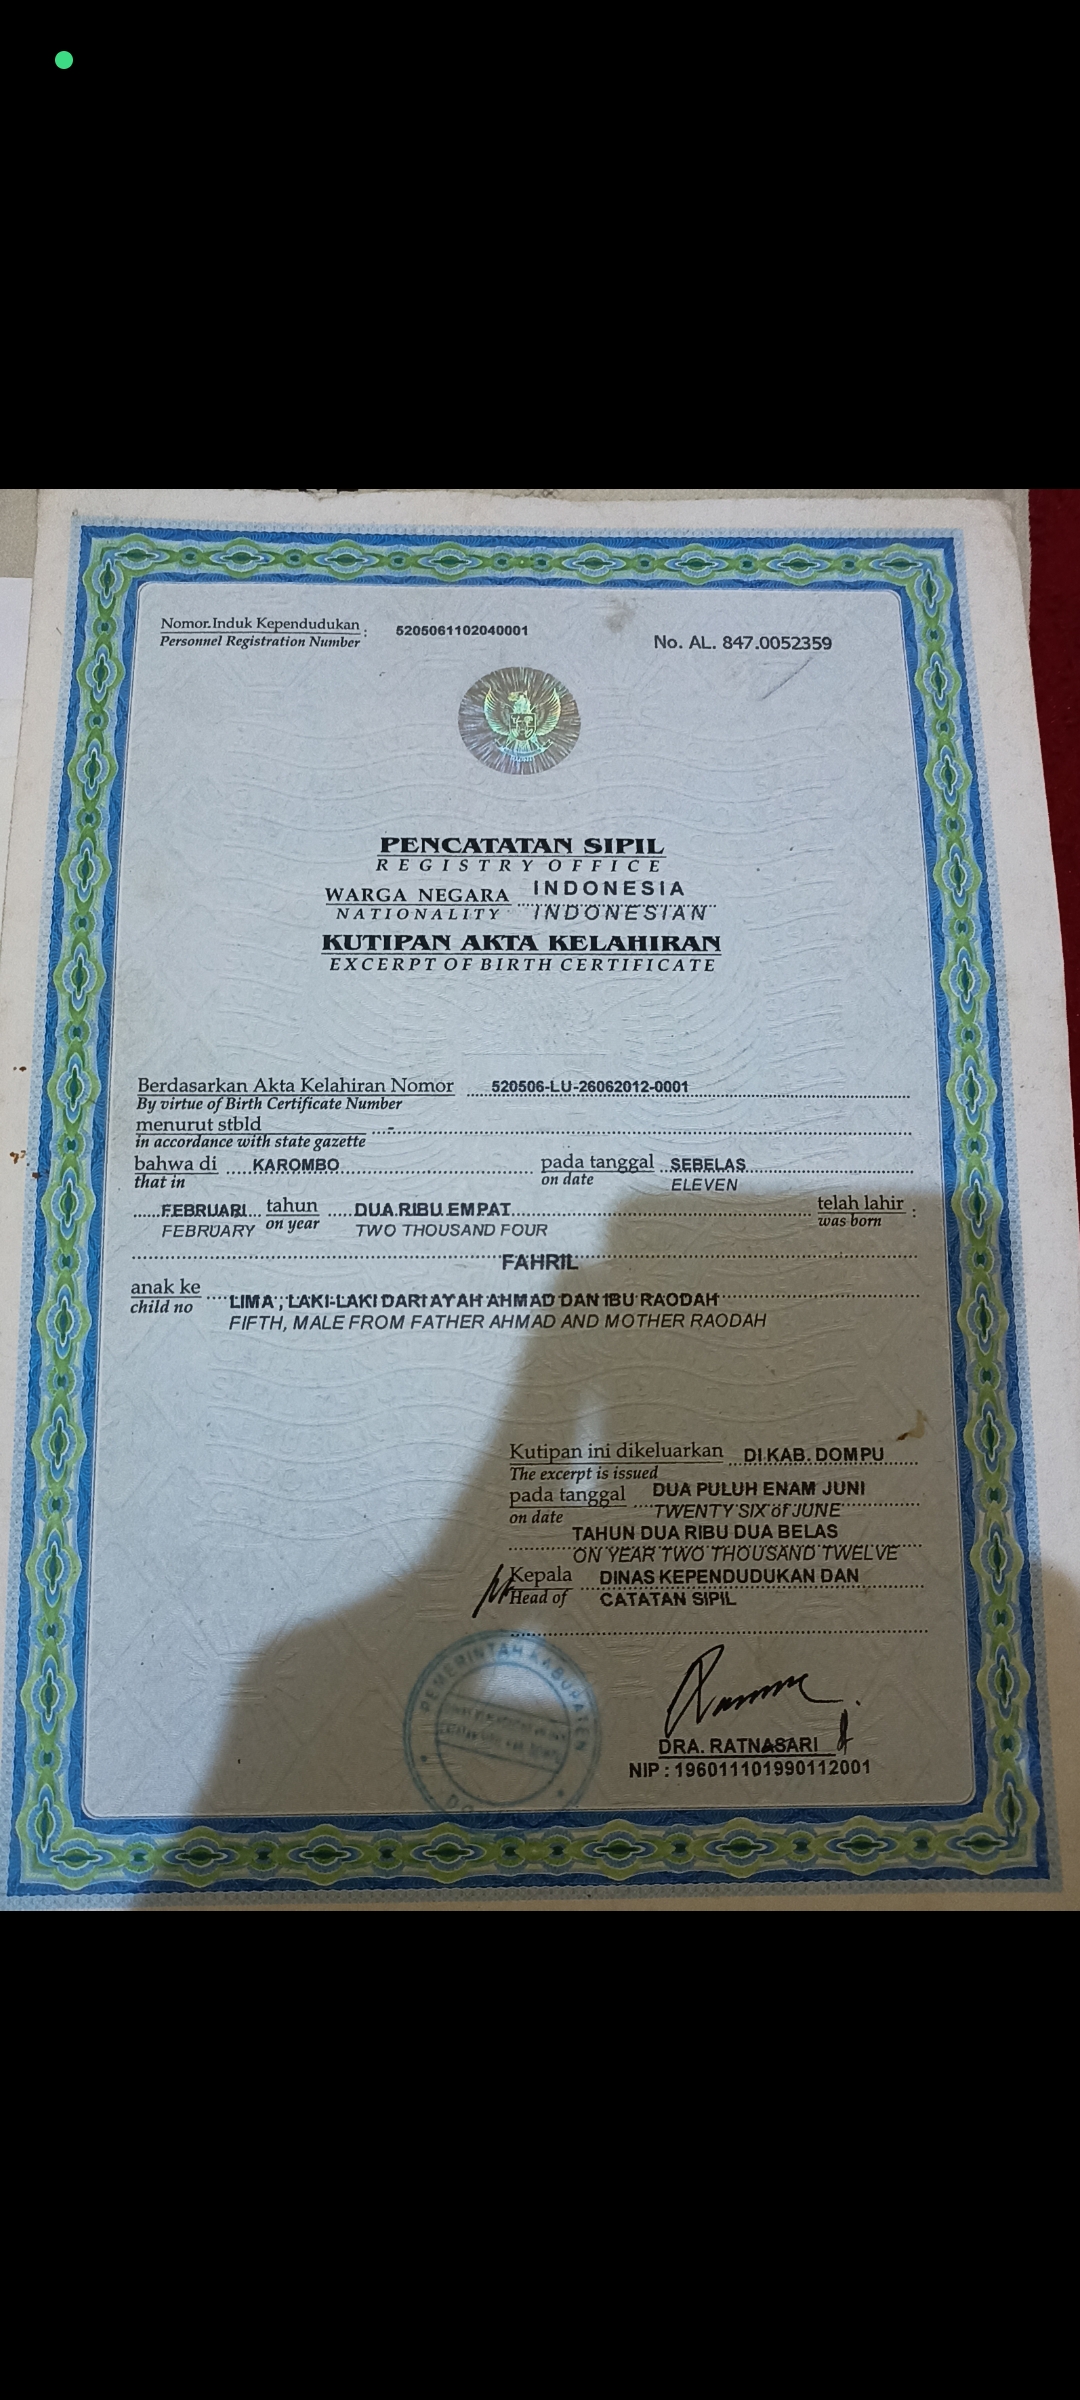 Nomor Induk Kependudukan : 5205061102040001
Personnel Registration Number
No. AL. 847.0052359
PENCATATAN SIPIL
REGISTRY OFFICE
WARGA NEGARA INDONESIA
NATIONALITY INDONESIAN
KUTIPAN AKTA KELAHIRAN
EXCERPT OF BIRTH CERTIFICATE
Berdasarkan Akta Kelahiran Nomor 520506-LU-26062012-0001
By virtue of Birth Certificate Number
menurut stbld -
in accordance with state gazette
bahwa di KAROMBO pada tanggal SEBELAS
that in on date ELEVEN
FEBRUARI tahun DUA RIBU EMPAT telah lahir :
FEBRUARY on year TWO THOUSAND FOUR was born
FAHRIL
anak ke LIMA , LAKI-LAKI DARI AYAH AHMAD DAN IBU RAODAH
child no FIFTH, MALE FROM FATHER AHMAD AND MOTHER RAODAH
Kutipan ini dikeluarkan DI KAB. DOMPU
The excerpt is issued
pada tanggal DUA PULUH ENAM JUNI
on date TWENTY SIX of JUNE
TAHUN DUA RIBU DUA BELAS
ON YEAR TWO THOUSAND TWELVE
Kepala DINAS KEPENDUDUKAN DAN
Head of CATATAN SIPIL
PEMERINTAH KABUPATEN
DRA. RATNASARI
NIP : 196011101990112001